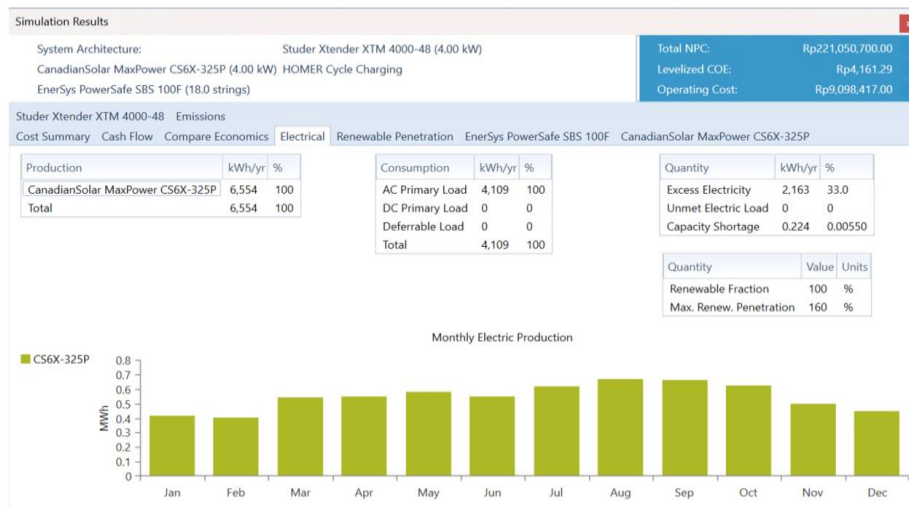 Simulation Results
System Architecture: Studer Xtender XTM 4000-48 (4.00 kW)
CanadianSolar MaxPower CS6X-325P (4.00 kW) HOMER Cycle Charging
EnerSys PowerSafe SBS 100F (18.0 strings)
Total NPC: Rp221,050,700.00
Levelized COE: Rp4,161.29
Operating Cost: Rp9,098,417.00
Studer Xtender XTM 4000-48 Emissions
Cost Summary Cash Flow Compare Economics Electrical Renewable Penetration EnerSys PowerSafe SBS 100F CanadianSolar MaxPower CS6X-325P
Production kWh/yr %
CanadianSolar MaxPower CS6X-325P 6,554 100
Total 6,554 100
Consumption kWh/yr %
AC Primary Load 4,109 100
DC Primary Load 0 0
Deferrable Load 0 0
Total 4,109 100
Quantity kWh/yr %
Excess Electricity 2,163 33.0
Unmet Electric Load 0 0
Capacity Shortage 0.224 0.00550
Quantity Value Units
Renewable Fraction 100 %
Max. Renew. Penetration 160 %
Monthly Electric Production
CS6X-325P
MWh
0.8
0.7
0.6
0.5
0.4
0.3
0.2
0.1
0
Jan Feb Mar Apr May Jun Jul Aug Sep Oct Nov Dec